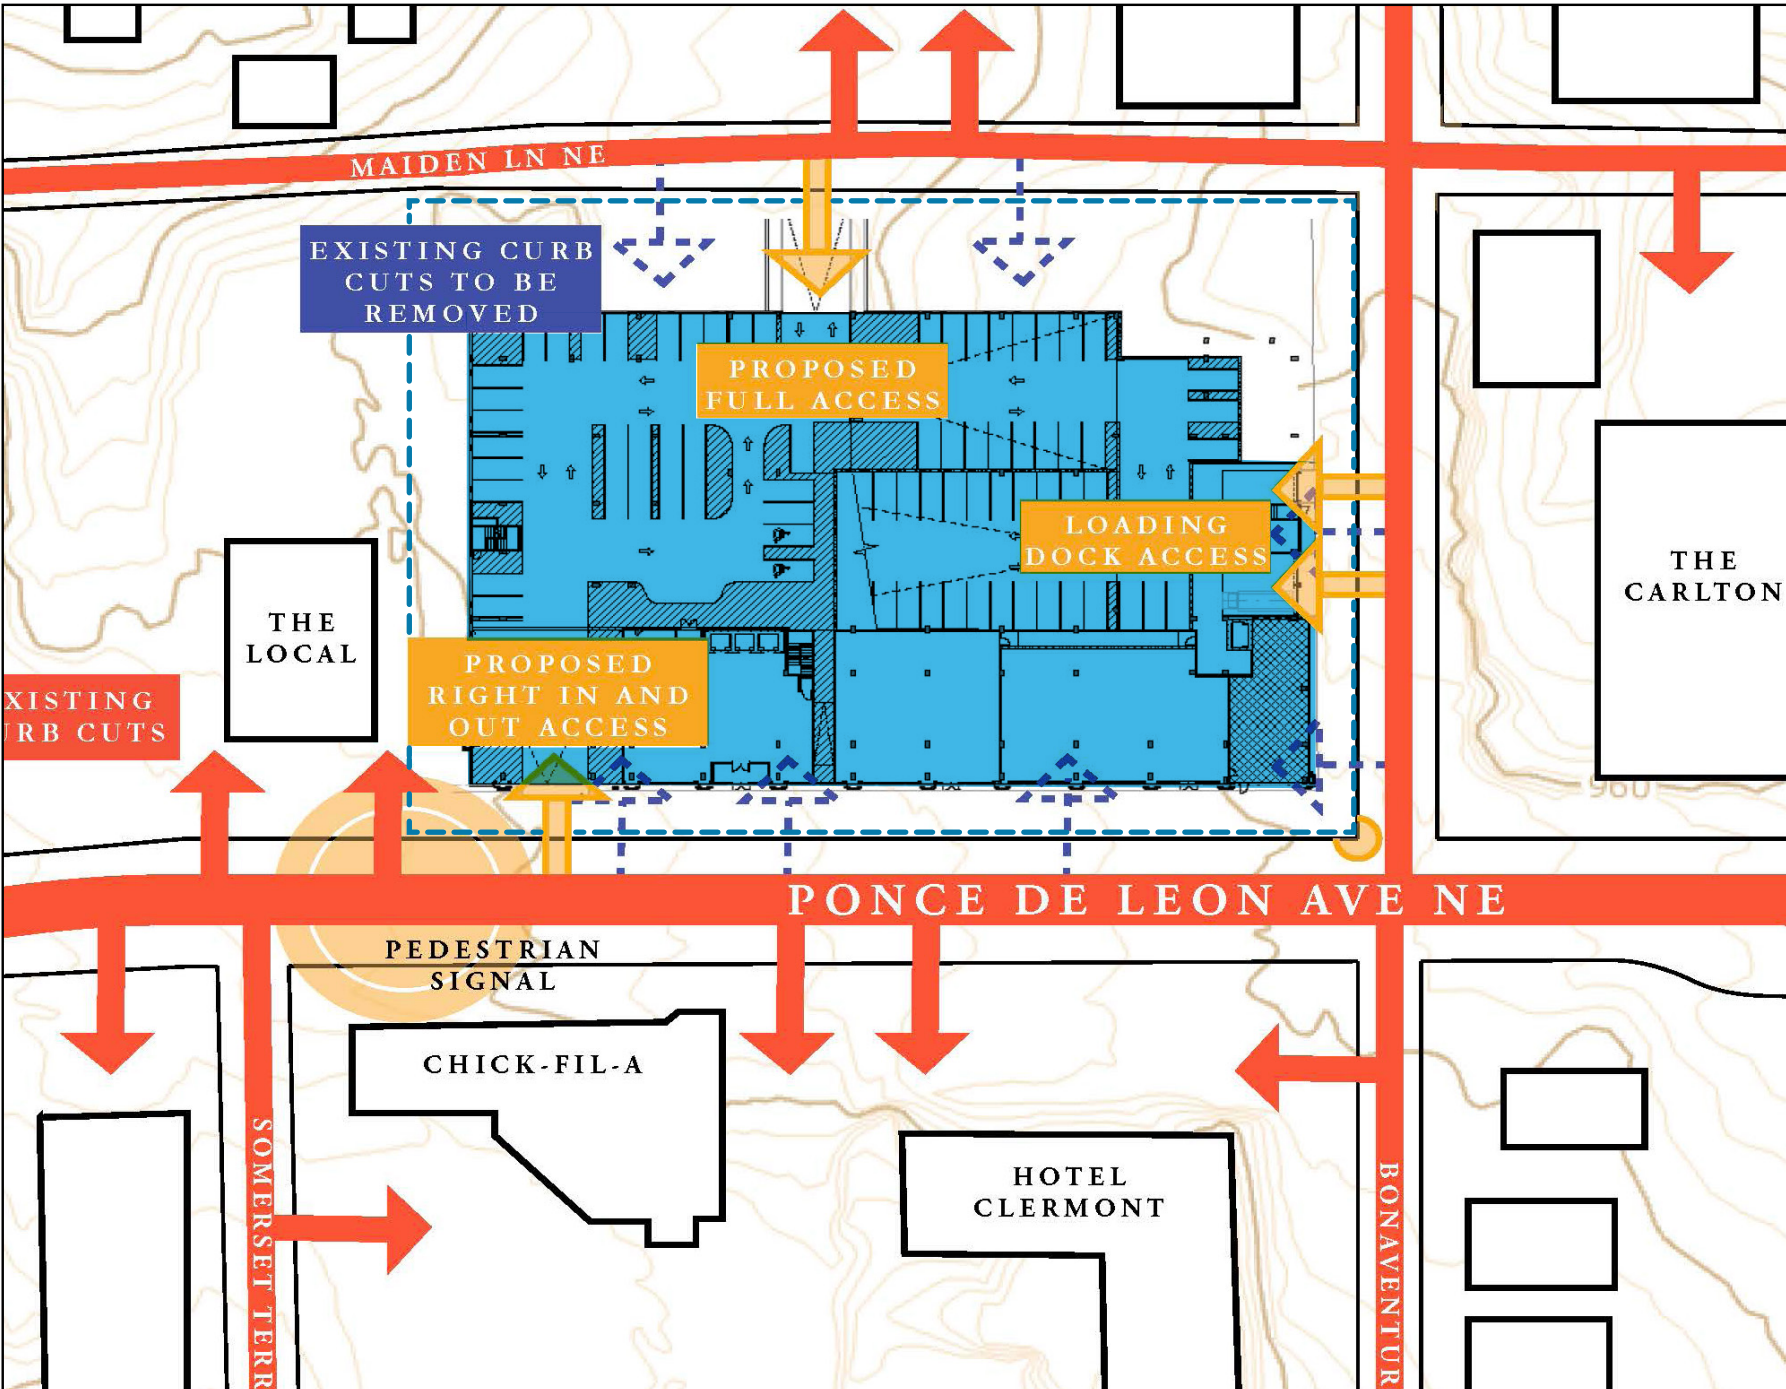 MAIDEN LN NE
EXISTING CURB
CUTS TO BE
REMOVED
PROPOSED
FULL ACCESS
LOADING
DOCK ACCESS
THE
CARLTON
THE
LOCAL
PROPOSED
RIGHT IN AND
OUT ACCESS
XISTING
URB CUTS
960
PONCE DE LEON AVE NE
PEDESTRIAN
SIGNAL
CHICK-FIL-A
HOTEL
CLERMONT
SOMERSET TERR
BONAVENTUR